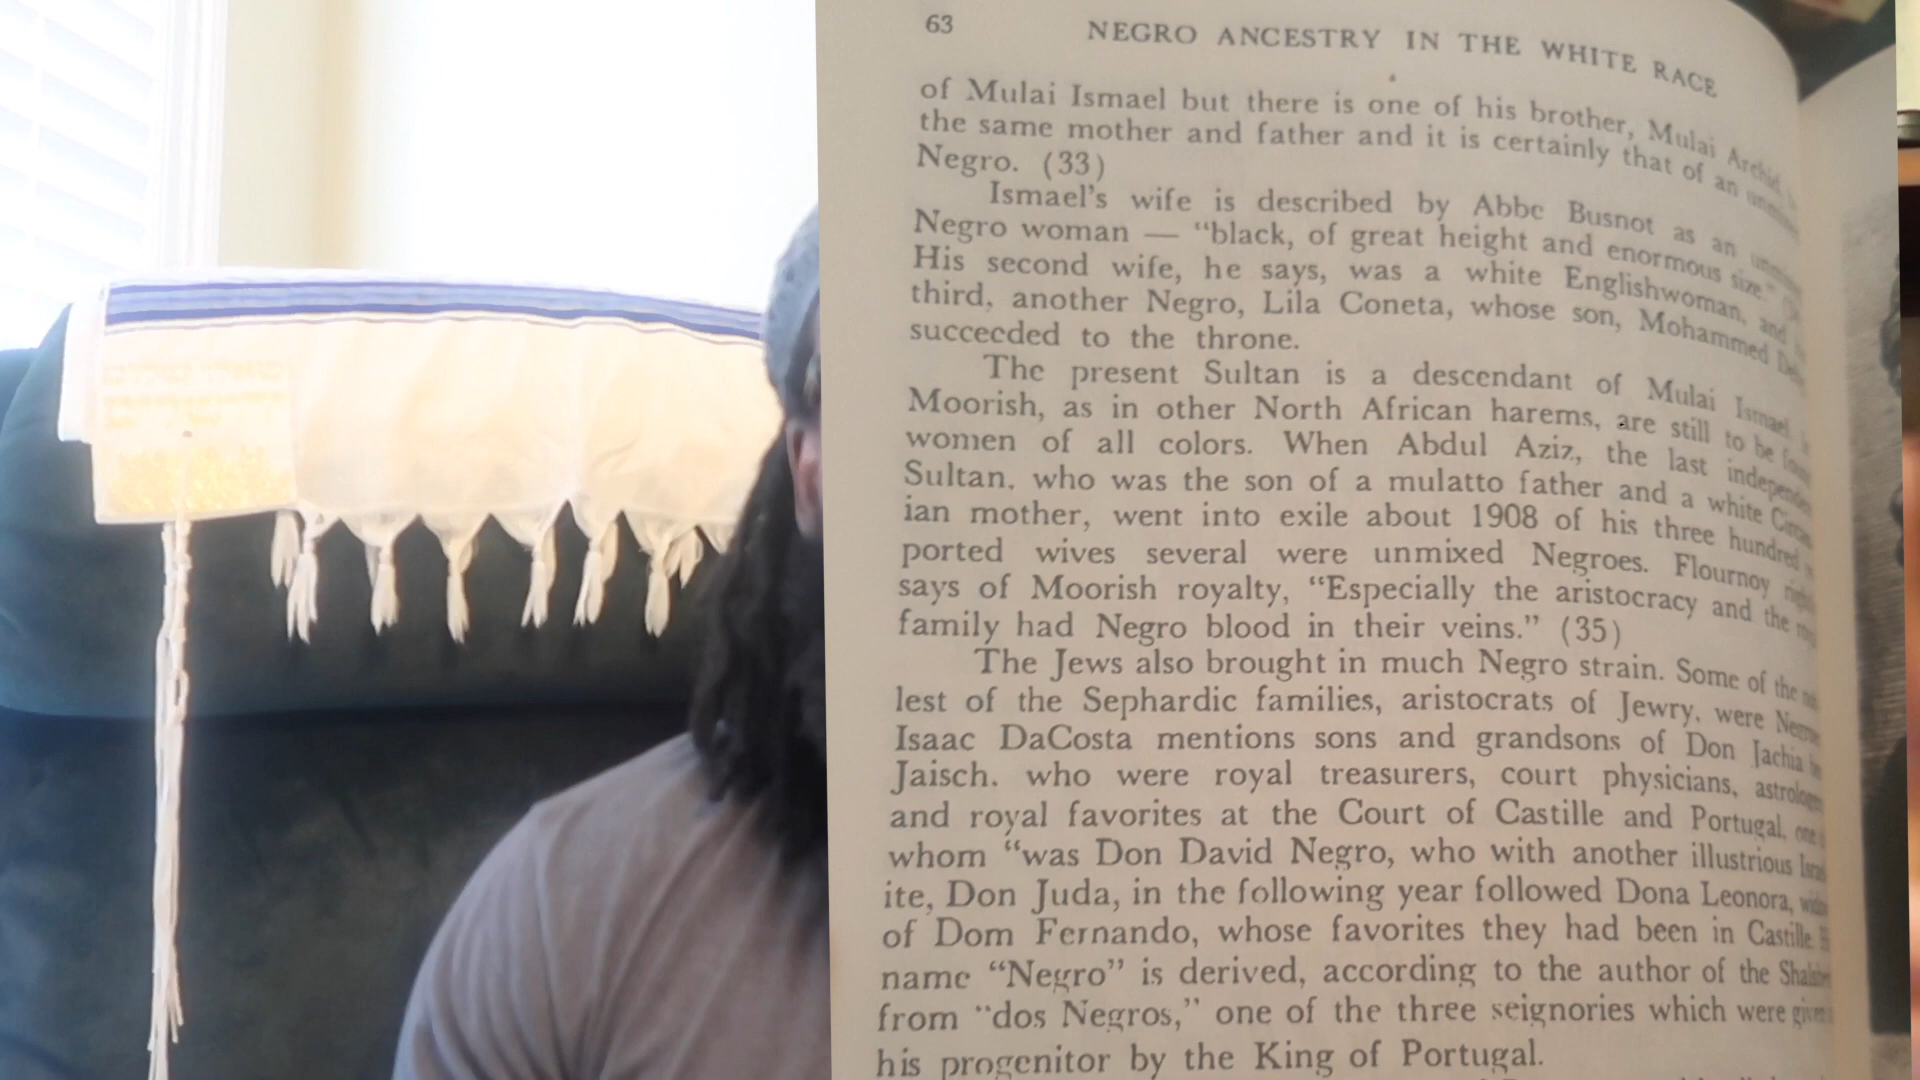 63 NEGRO ANCESTRY IN THE WHITE RACE
of Mulai Ismael but there is one of his brother, Mulai Archid,
the same mother and father and it is certainly that of an
Negro. (33)
Ismael's wife is described by Abbe Busnot as an
Negro woman — "black, of great height and enormous size."
His second wife, he says, was a white Englishwoman, and
third, another Negro, Lila Coneta, whose son, Mohammed
succeeded to the throne.
The present Sultan is a descendant of Mulai Ismael
Moorish, as in other North African harems, are still to be
women of all colors. When Abdul Aziz, the last
Sultan, who was the son of a mulatto father and a white
ian mother, went into exile about 1908 of his three hundred
ported wives several were unmixed Negroes. Flournoy
says of Moorish royalty, "Especially the aristocracy and the
family had Negro blood in their veins." (35)
The Jews also brought in much Negro strain. Some of the
lest of the Sephardic families, aristocrats of Jewry, were
Isaac DaCosta mentions sons and grandsons of Don Jachia
Jaisch. who were royal treasurers, court physicians,
and royal favorites at the Court of Castille and Portugal,
whom "was Don David Negro, who with another illustrious
ite, Don Juda, in the following year followed Dona Leonora,
of Dom Fernando, whose favorites they had been in Castille
name "Negro" is derived, according to the author of the
from "dos Negros," one of the three seignories which were
his progenitor by the King of Portugal.